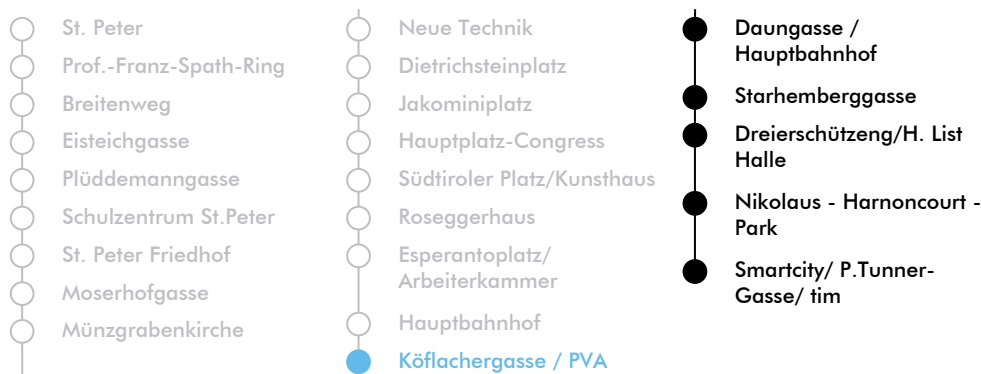 St. Peter
Prof.-Franz-Spath-Ring
Breitenweg
Eisteichgasse
Plüddemanngasse
Schulzentrum St.Peter
St. Peter Friedhof
Moserhofgasse
Münzgrabenkirche
Neue Technik
Dietrichsteinplatz
Jakominiplatz
Hauptplatz-Congress
Südtiroler Platz/Kunsthaus
Roseggerhaus
Esperantoplatz/
Arbeiterkammer
Hauptbahnhof
Köflachergasse / PVA
Daungasse /
Hauptbahnhof
Starhemberggasse
Dreierschützeng/H. List
Halle
Nikolaus - Harnoncourt -
Park
Smartcity/ P.Tunner-
Gasse/ tim